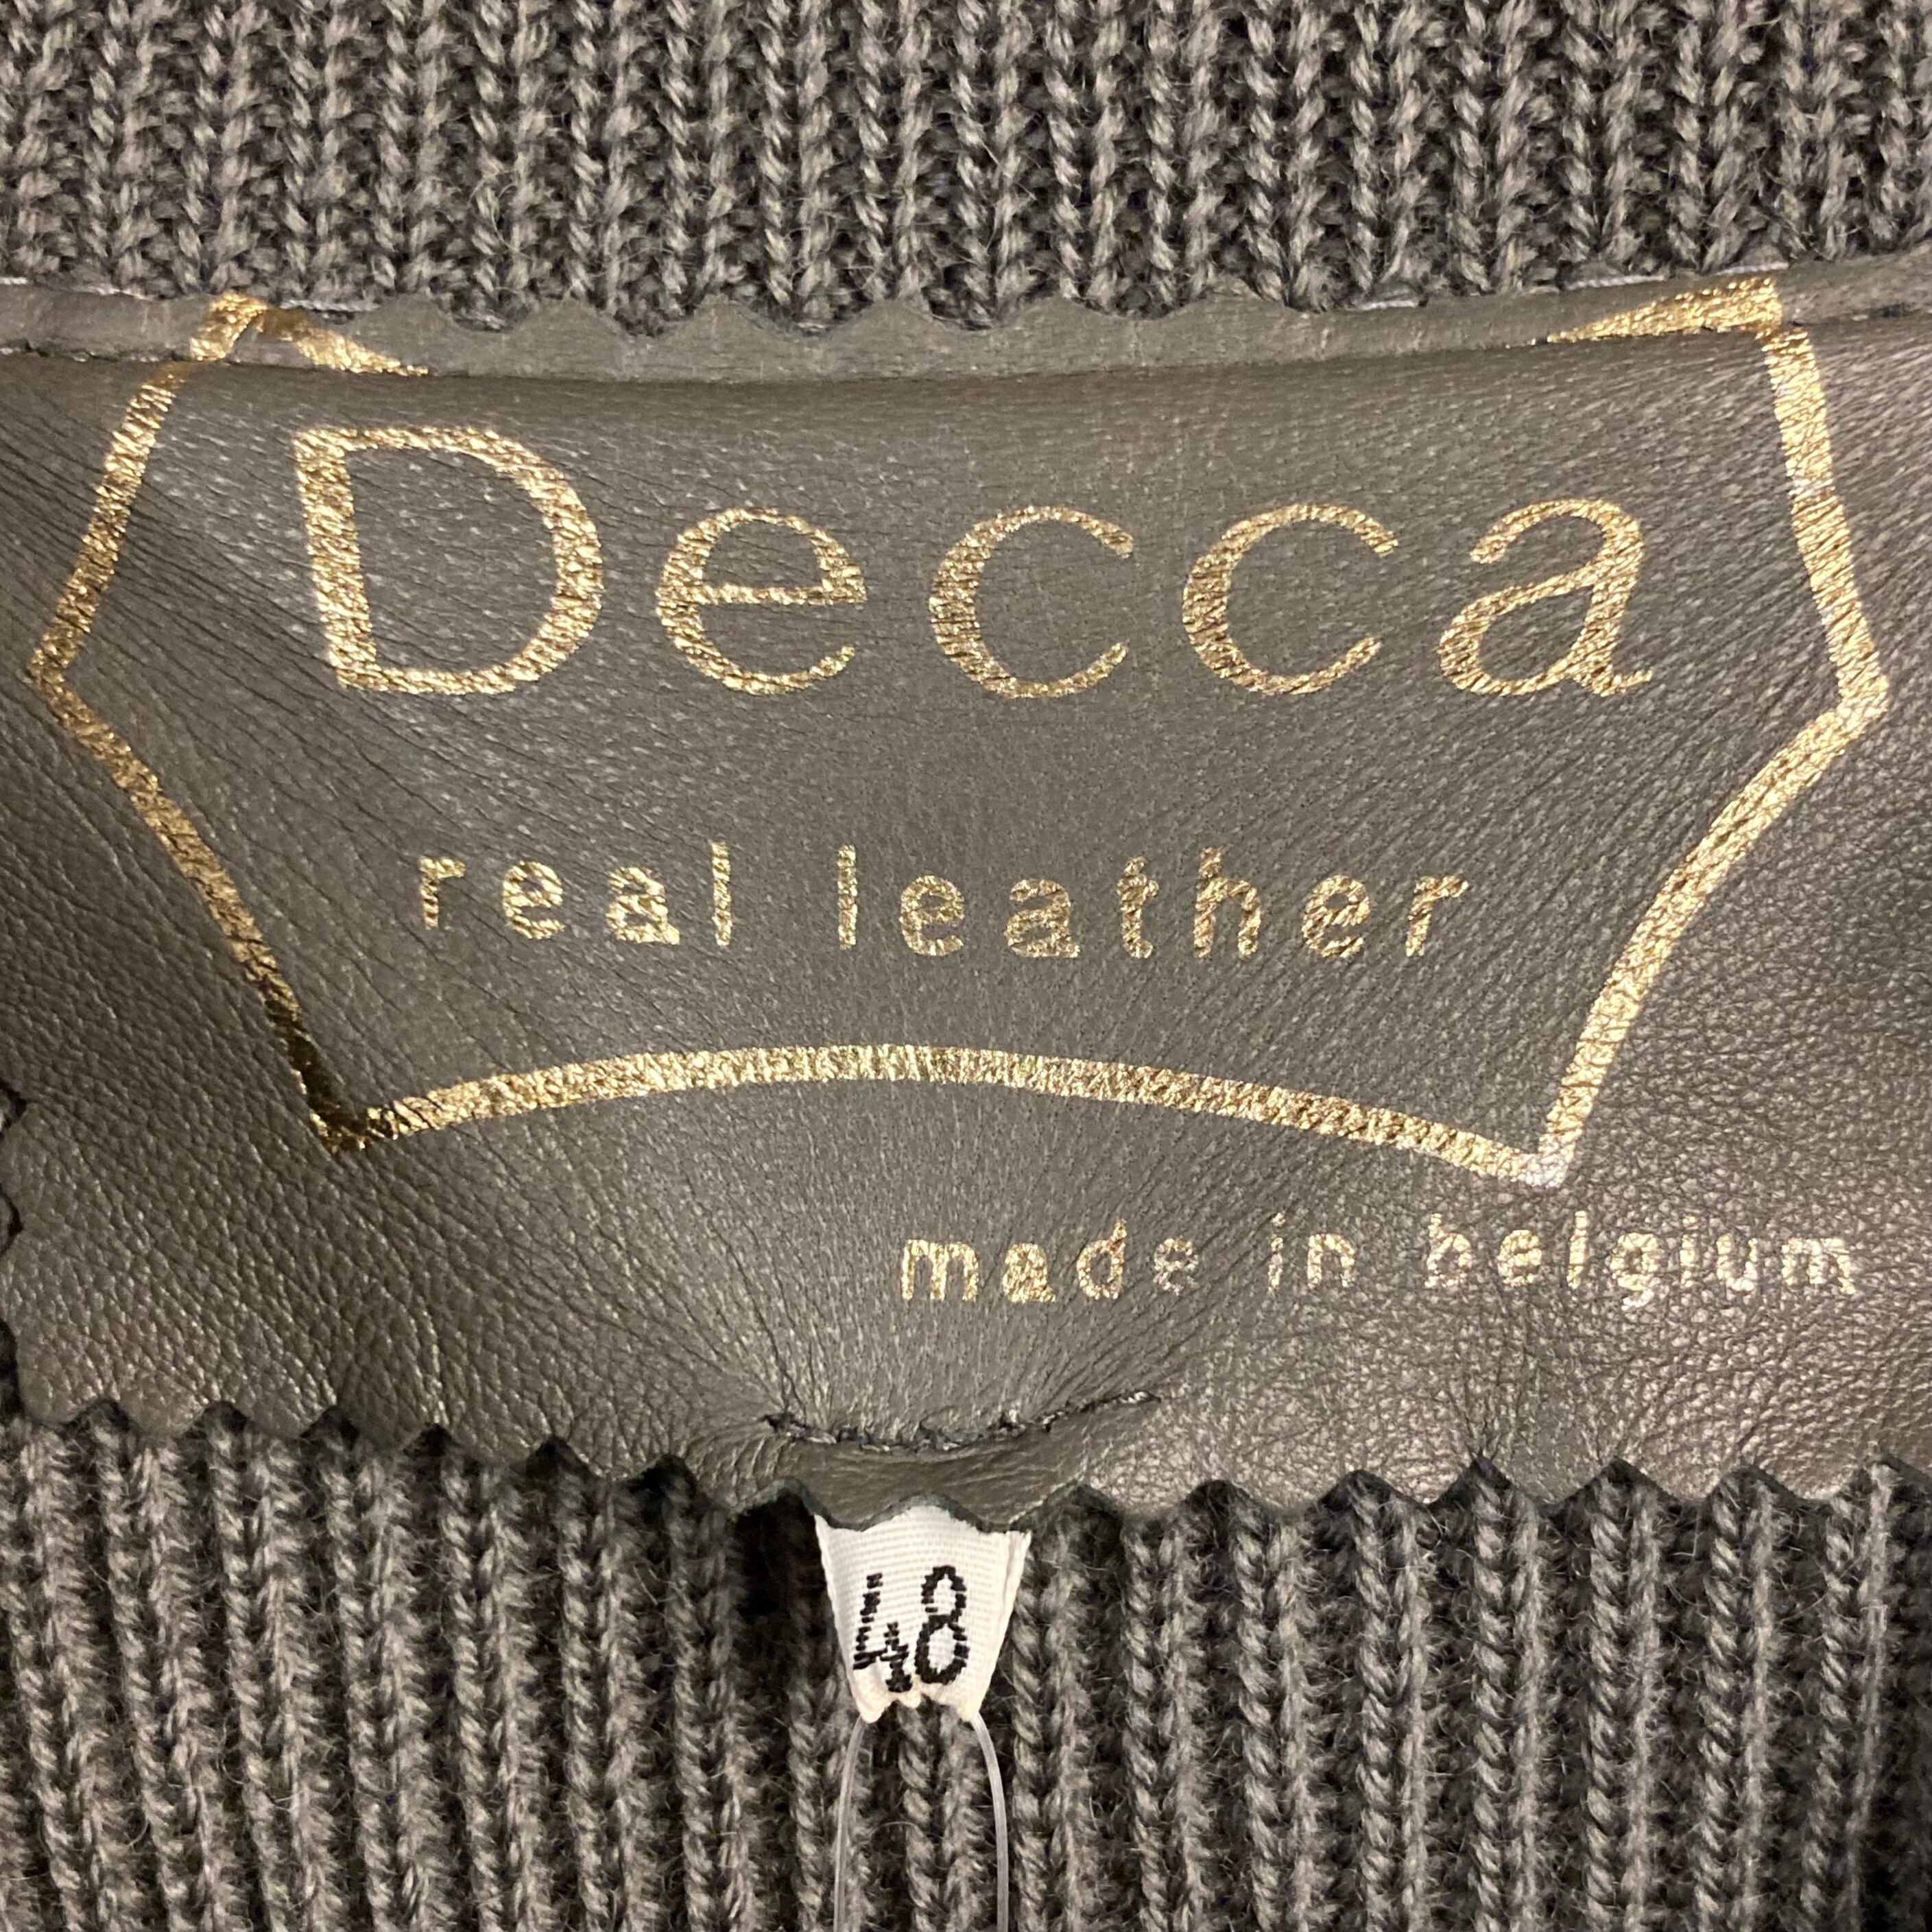 Decca
real leather
made in belgium
48